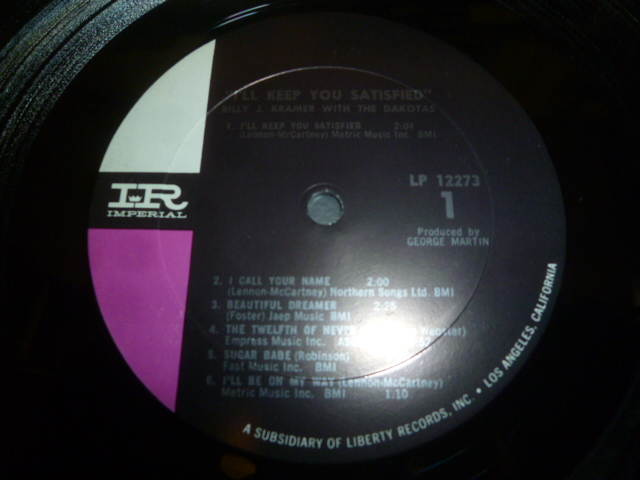 "I'LL KEEP YOU SATISFIED"
BILLY J. KRAMER WITH THE DAKOTAS
1. I'LL KEEP YOU SATISFIED 2:04
(Lennon-McCartney) Metric Music Inc. BMI
IR
IMPERIAL
LP 12273
1
Produced by
GEORGE MARTIN
2. I CALL YOUR NAME 2:00
(Lennon-McCartney) Northern Songs Ltd. BMI
3. BEAUTIFUL DREAMER 2:25
(Foster) Jaep Music BMI
4. THE TWELFTH OF NEVER Webster)
Empress Music Inc.
5. SUGAR BABE (Robinson)
Fast Music Inc. BMI
6. I'LL BE ON MY WAY (Lennon-McCartney)
Metric Music Inc. BMI 1:10
A SUBSIDIARY OF LIBERTY RECORDS, INC. • LOS ANGELES, CALIFORNIA